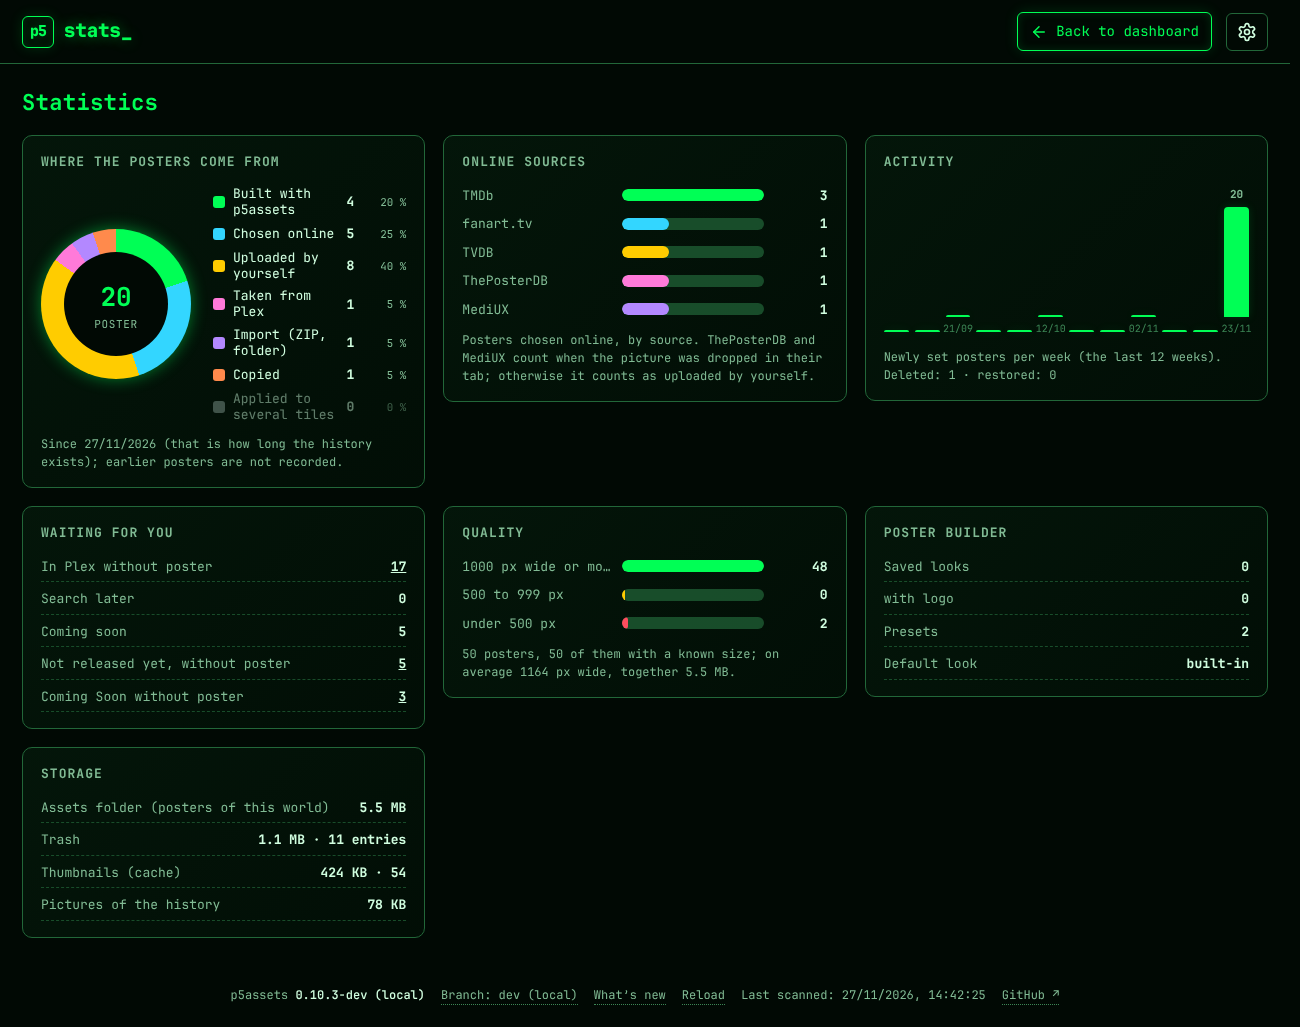 p5 stats_
Back to dashboard
Statistics
WHERE THE POSTERS COME FROM
20
POSTER
Built with
p5assets 4 20 %
Chosen online 5 25 %
Uploaded by
yourself 8 40 %
Taken from
Plex 1 5 %
Import (ZIP,
folder) 1 5 %
Copied 1 5 %
Applied to
several tiles 0 0 %
Since 27/11/2026 (that is how long the history
exists); earlier posters are not recorded.
ONLINE SOURCES
TMDb 3
fanart.tv 1
TVDB 1
ThePosterDB 1
MediUX 1
Posters chosen online, by source. ThePosterDB and
MediUX count when the picture was dropped in their
tab; otherwise it counts as uploaded by yourself.
ACTIVITY
20
21/09 12/10 02/11 23/11
Newly set posters per week (the last 12 weeks).
Deleted: 1 · restored: 0
WAITING FOR YOU
In Plex without poster 17
Search later 0
Coming soon 5
Not released yet, without poster 5
Coming Soon without poster 3
QUALITY
1000 px wide or mo… 48
500 to 999 px 0
under 500 px 2
50 posters, 50 of them with a known size; on
average 1164 px wide, together 5.5 MB.
POSTER BUILDER
Saved looks 0
with logo 0
Presets 2
Default look built-in
STORAGE
Assets folder (posters of this world) 5.5 MB
Trash 1.1 MB · 11 entries
Thumbnails (cache) 424 KB · 54
Pictures of the history 78 KB
p5assets 0.10.3-dev (local) Branch: dev (local) What's new Reload Last scanned: 27/11/2026, 14:42:25 GitHub ↗